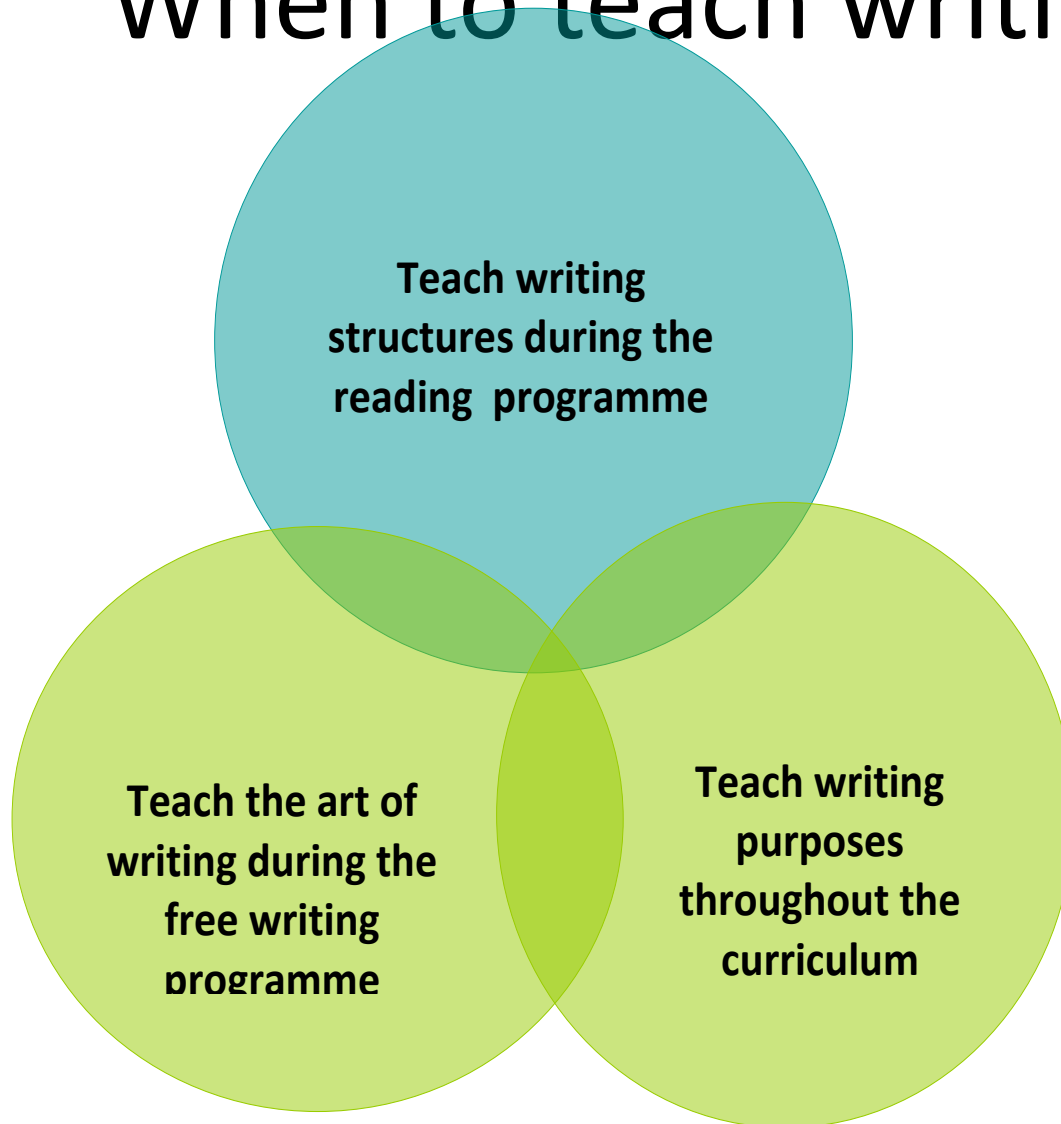 When to teach writi
Teach writing
structures during the
reading programme
Teach the art of
writing during the
free writing
programme
Teach writing
purposes
throughout the
curriculum